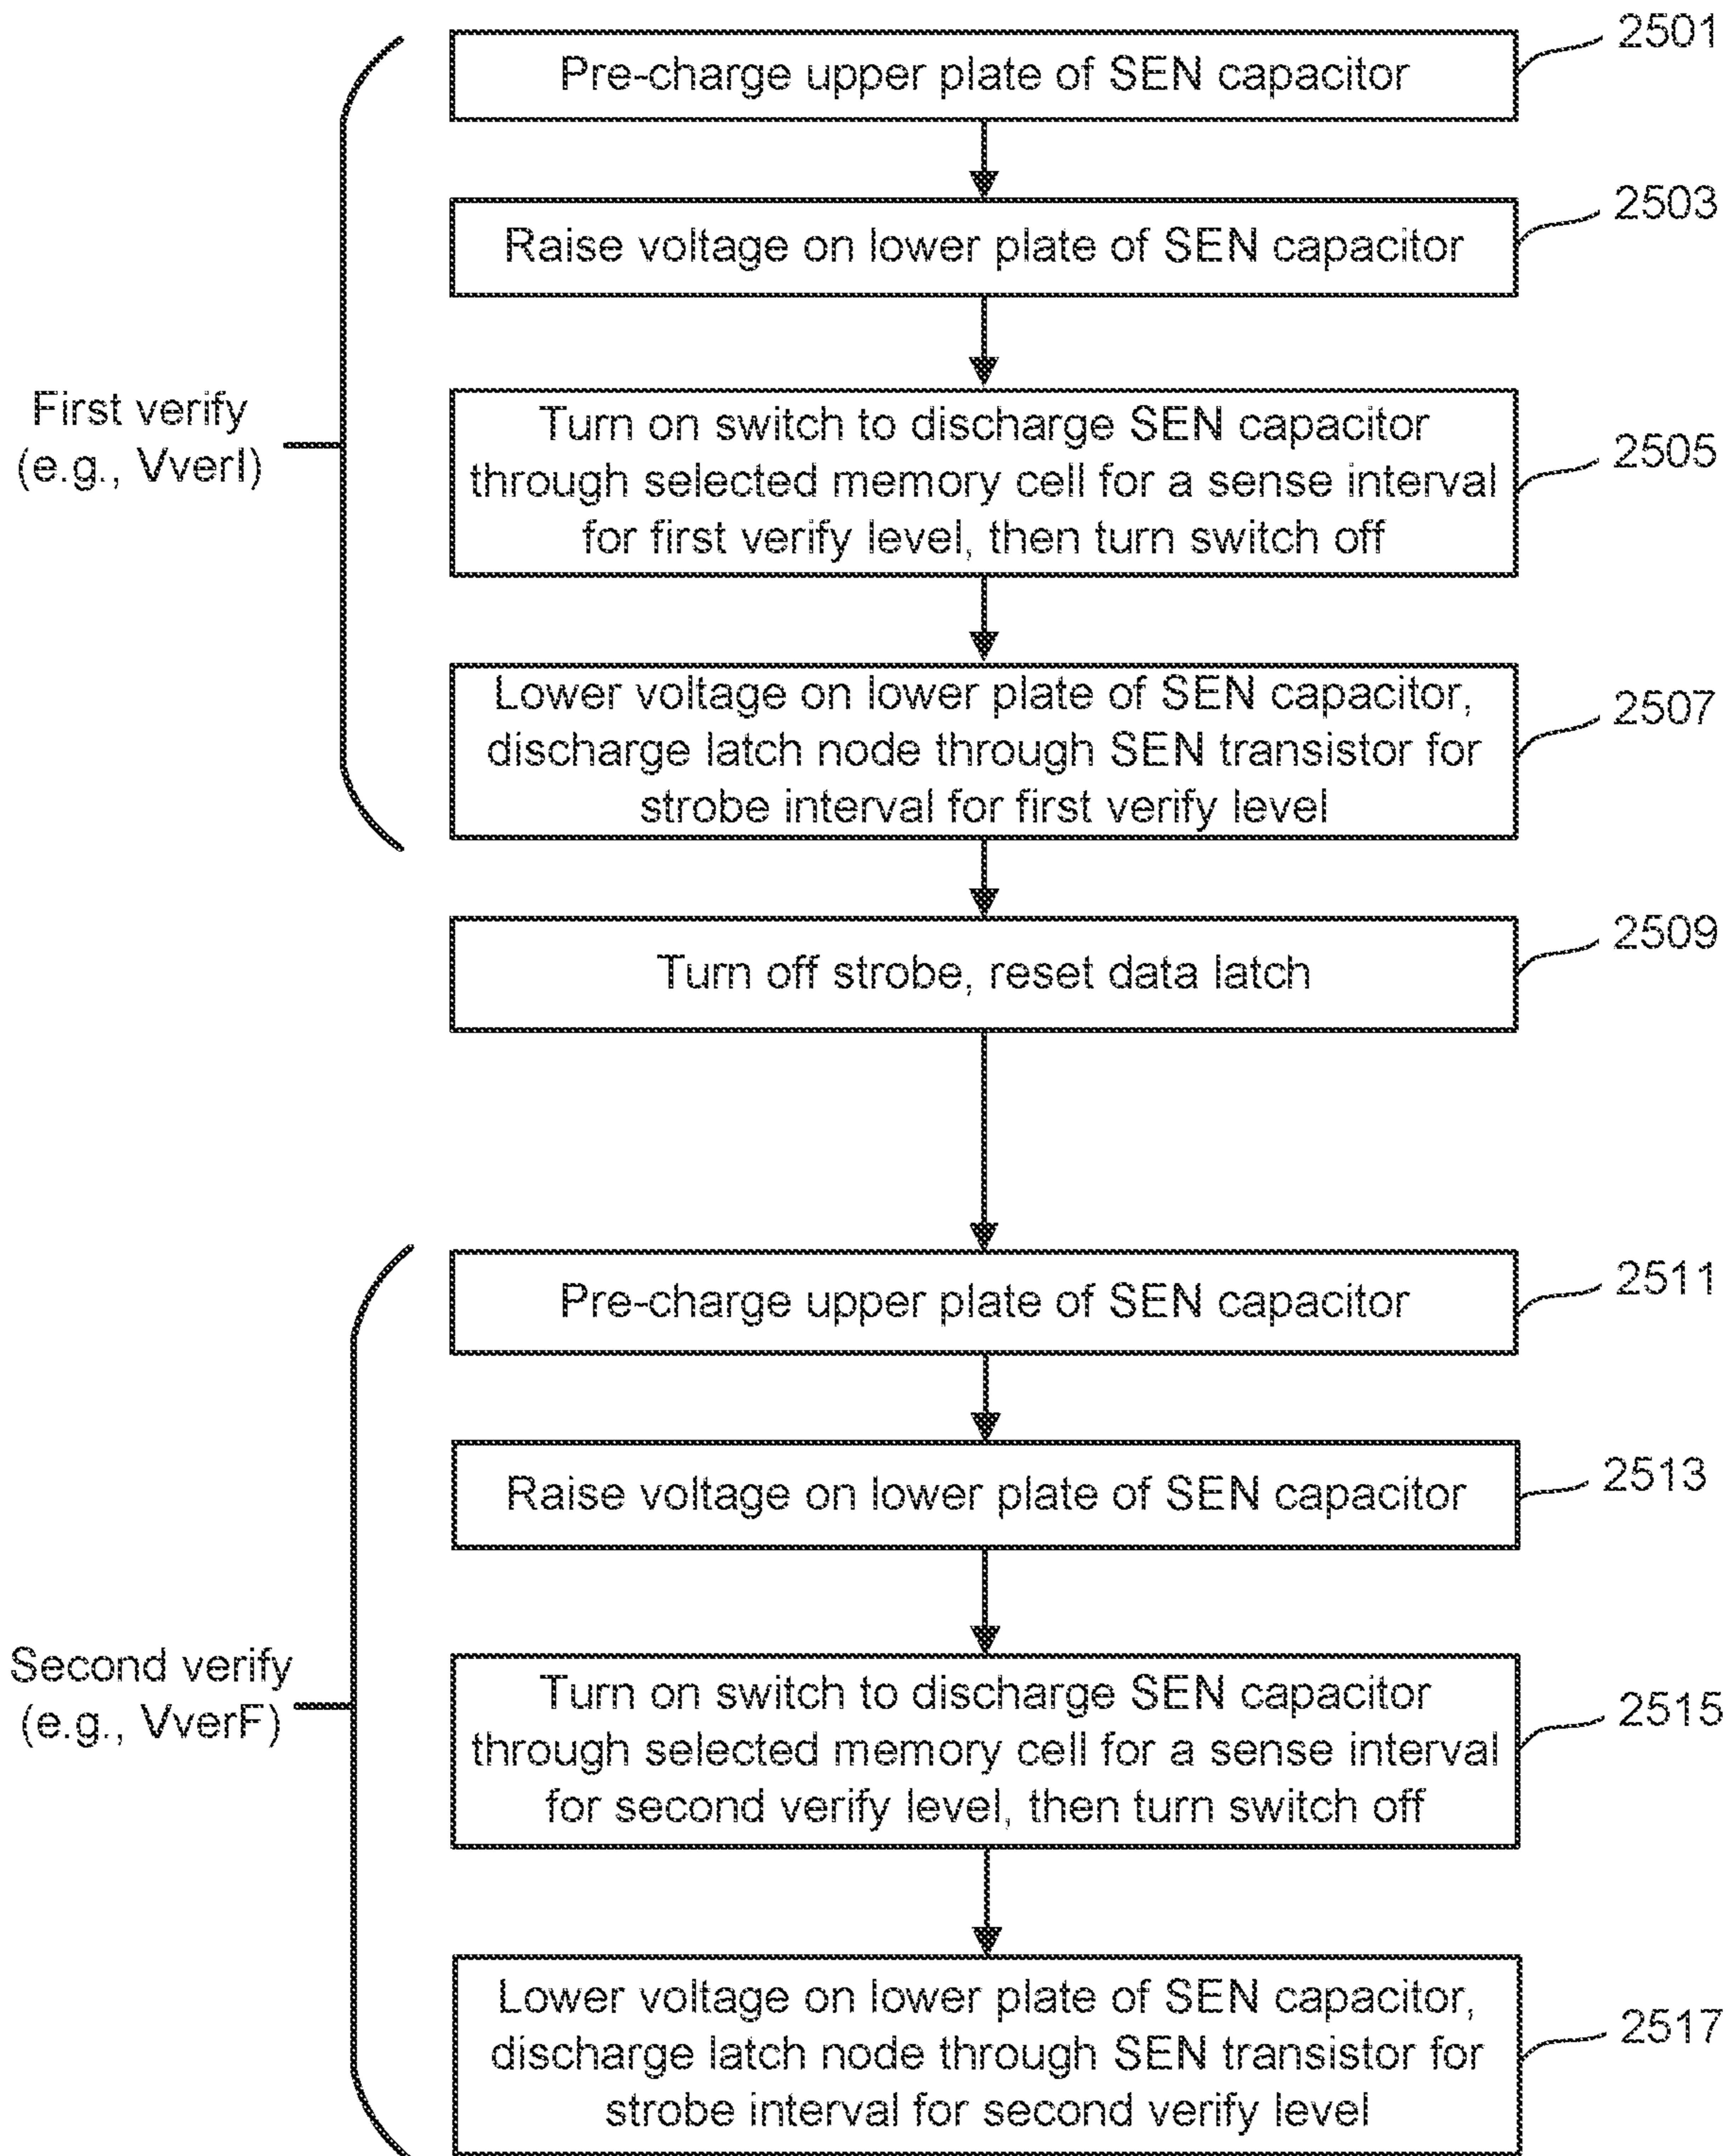 2501
Pre-charge upper plate of SEN capacitor
2503
Raise voltage on lower plate of SEN capacitor
First verify
(e.g., VverI)
Turn on switch to discharge SEN capacitor
through selected memory cell for a sense interval
for first verify level, then turn switch off
2505
Lower voltage on lower plate of SEN capacitor,
discharge latch node through SEN transistor for
strobe interval for first verify level
2507
Turn off strobe, reset data latch
2509
Pre-charge upper plate of SEN capacitor
2511
Raise voltage on lower plate of SEN capacitor
2513
Second verify
(e.g., VverF)
Turn on switch to discharge SEN capacitor
through selected memory cell for a sense interval
for second verify level, then turn switch off
2515
Lower voltage on lower plate of SEN capacitor,
discharge latch node through SEN transistor for
strobe interval for second verify level
2517